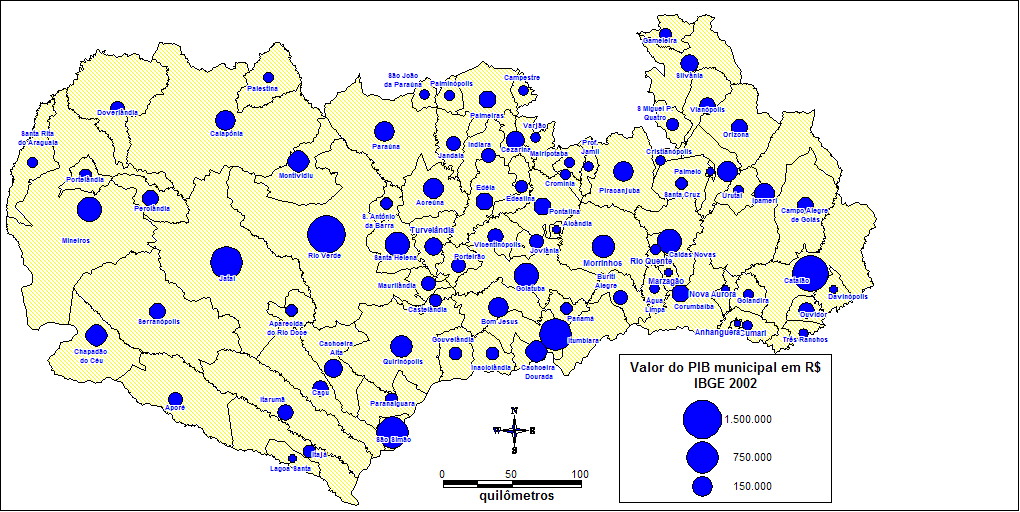 Gameleira
Silvânia
São João
da Paraúna
Palminópolis
Campestre
Palestina
Doverlândia
Palmeiras
Vianópolis
S Miguel P.
Quatro
Orizona
Santa Rita
do Araguaia
Caiapônia
Paraúna
Varjão
Cezarina
Jandaia
Indiara
Mairipotaba
Prof.
Jamil
Cristianópolis
Palmelo
Portelândia
Montividiu
Cromínia
Piracanjuba
Santa Cruz
Urutaí
Ipameri
Perolândia
Acreúna
Edéia
Edealina
Pontalina
S. Antônio
da Barra
Campo Alegre
de Goiás
Mineiros
Turvelândia
Aloândia
Rio Verde
Santa Helena
Vicentinópolis
Joviânia
Morrinhos
Rio Quente
Caldas Novas
Porteirão
Jataí
Goiatuba
Buriti
Alegre
Marzagão
Catalão
Maurilândia
Água
Limpa
Nova Aurora
Goiandira
Davinópolis
Castelândia
Corumbaíba
Serranópolis
Aparecida
do Rio Doce
Bom Jesus
Panamá
Ouvidor
Anhanguera
Cumari
Três Ranchos
Cachoeira
Alta
Gouvelândia
Itumbiara
Chapadão
do Céu
Quirinópolis
Inaciolândia
Cachoeira
Dourada
Caçu
Aporé
Itarumã
Paranaiguara
São Simão
Itajá
Lagoa Santa
N
W E
S
0 50 100
quilômetros
Valor do PIB municipal em R$
IBGE 2002
1.500.000
750.000
150.000